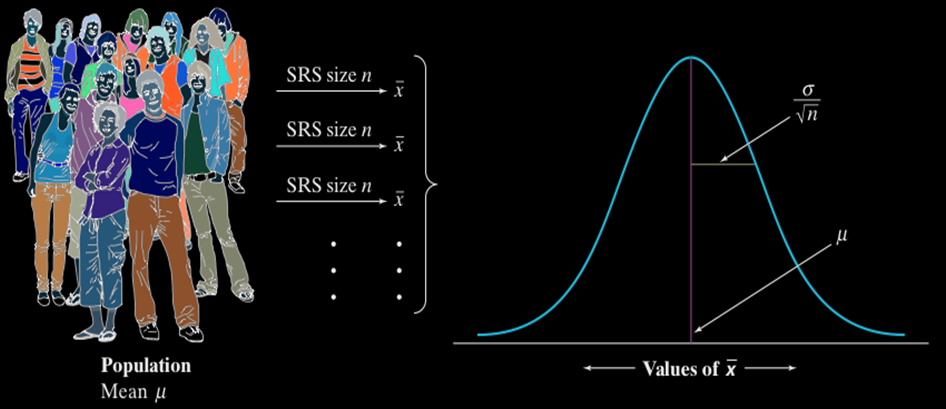 SRS size n
x̄
SRS size n
x̄
SRS size n
x̄
σ/√n
μ
Population
Mean μ
Values of x̄